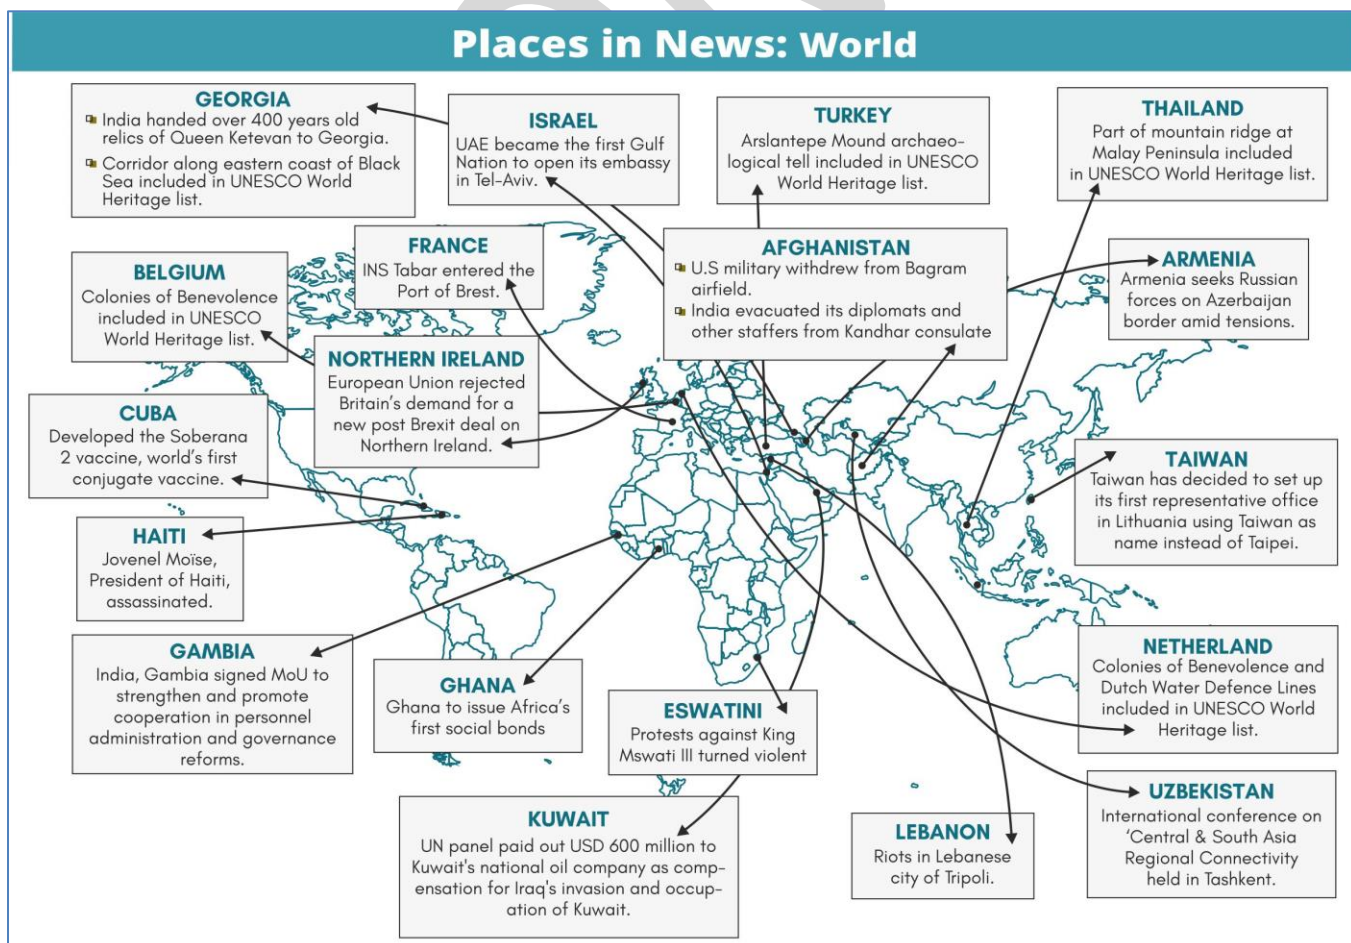 Places in News: World
GEORGIA
India handed over 400 years old
relics of Queen Ketevan to Georgia.
Corridor along eastern coast of Black
Sea included in UNESCO World
Heritage list.
ISRAEL
UAE became the first Gulf
Nation to open its embassy
in Tel-Aviv.
TURKEY
Arslantepe Mound archaeo-
logical tell included in UNESCO
World Heritage list.
THAILAND
Part of mountain ridge at
Malay Peninsula included
in UNESCO World Heritage list.
BELGIUM
Colonies of Benevolence
included in UNESCO
World Heritage list.
FRANCE
INS Tabar entered the
Port of Brest.
AFGHANISTAN
U.S military withdrew from Bagram
airfield.
India evacuated its diplomats and
other staffers from Kandhar consulate
ARMENIA
Armenia seeks Russian
forces on Azerbaijan
border amid tensions.
NORTHERN IRELAND
European Union rejected
Britain's demand for a
new post Brexit deal on
Northern Ireland.
CUBA
Developed the Soberana
2 vaccine, world's first
conjugate vaccine.
TAIWAN
Taiwan has decided to set up
its first representative office
in Lithuania using Taiwan as
name instead of Taipei.
HAITI
Jovenel Moïse,
President of Haiti,
assassinated.
GAMBIA
India, Gambia signed MoU to
strengthen and promote
cooperation in personnel
administration and governance
reforms.
GHANA
Ghana to issue Africa's
first social bonds
ESWATINI
Protests against King
Mswati III turned violent
NETHERLAND
Colonies of Benevolence and
Dutch Water Defence Lines
included in UNESCO World
Heritage list.
KUWAIT
UN panel paid out USD 600 million to
Kuwait's national oil company as comp-
ensation for Iraq's invasion and occup-
ation of Kuwait.
LEBANON
Riots in Lebanese
city of Tripoli.
UZBEKISTAN
International conference on
‘Central & South Asia
Regional Connectivity
held in Tashkent.